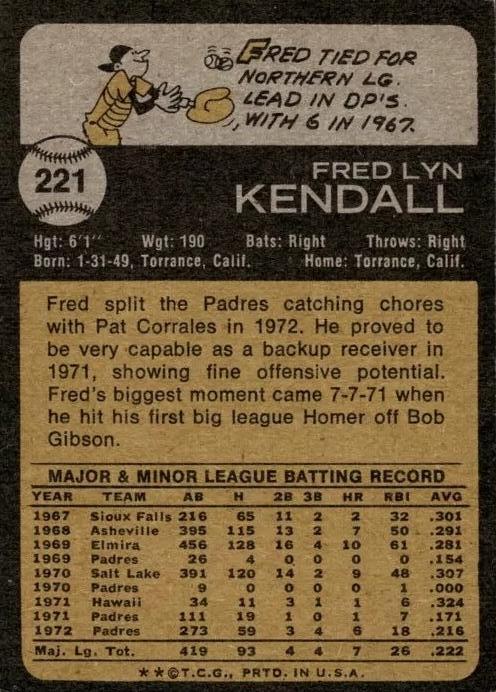 FRED TIED FOR
NORTHERN LG.
LEAD IN DP'S
WITH 6 IN 1967.
221
FRED LYN
KENDALL
Hgt: 6'1" Wgt: 190 Bats: Right Throws: Right
Born: 1-31-49, Torrance, Calif. Home: Torrance, Calif.
Fred split the Padres catching chores
with Pat Corrales in 1972. He proved to
be very capable as a backup receiver in
1971, showing fine offensive potential.
Fred's biggest moment came 7-7-71 when
he hit his first big league Homer off Bob
Gibson.
MAJOR & MINOR LEAGUE BATTING RECORD
YEAR TEAM AB H 2B 3B HR RBI AVG
1967 Sioux Falls 216 65 11 2 2 32 .301
1968 Asheville 395 115 13 2 7 50 .291
1969 Elmira 456 128 16 4 10 61 .281
1969 Padres 26 4 0 0 0 0 .154
1970 Salt Lake 391 120 14 2 9 48 .307
1970 Padres 9 0 0 0 0 1 .000
1971 Hawaii 34 11 3 1 1 6 .324
1971 Padres 111 19 1 0 1 7 .171
1972 Padres 273 59 3 4 6 18 .216
Maj. Lg. Tot. 419 93 4 4 7 26 .222
**©T.C.G., PRTD. IN U.S.A.